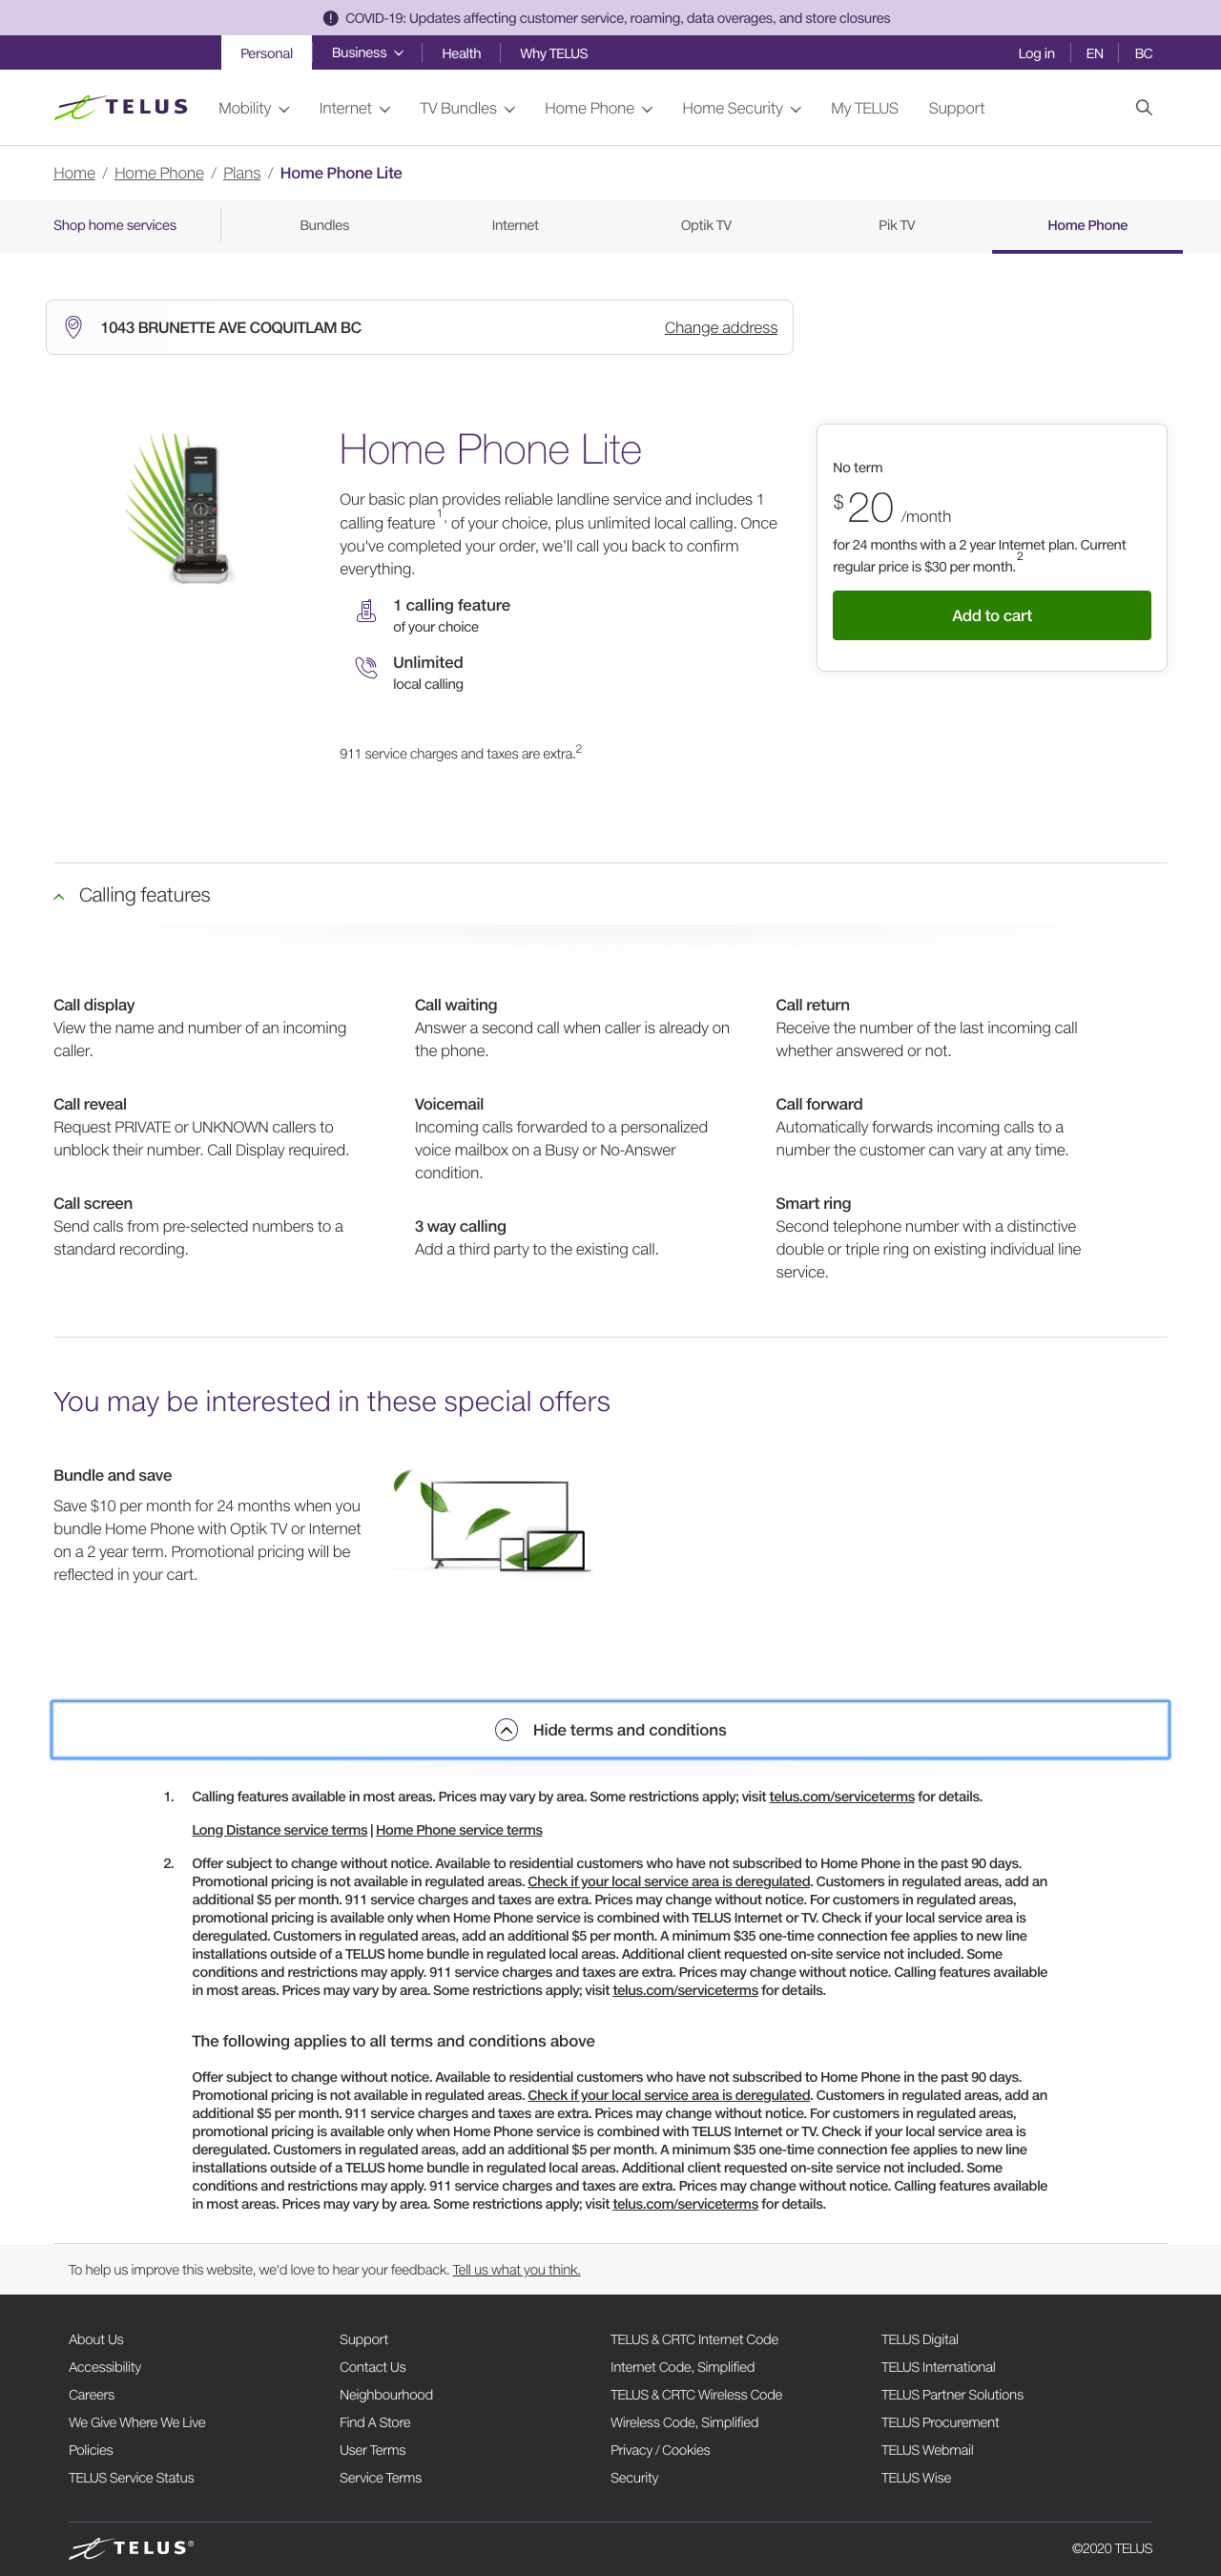 COVID-19: Updates affecting customer service, roaming, data overages, and store closures
Personal Business Health Why TELUS Log in EN BC
TELUS Mobility Internet TV Bundles Home Phone Home Security My TELUS Support
Home / Home Phone / Plans / Home Phone Lite
Shop home services Bundles Internet Optik TV Pik TV Home Phone
1043 BRUNETTE AVE COQUITLAM BC Change address
vtech
Home Phone Lite
Our basic plan provides reliable landline service and includes 1
calling feature1, of your choice, plus unlimited local calling. Once
you've completed your order, we'll call you back to confirm
everything.
1 calling feature
of your choice
Unlimited
local calling
911 service charges and taxes are extra.2
No term
$20 /month
for 24 months with a 2 year Internet plan. Current
regular price is $30 per month.2
Add to cart
Calling features
Call display
View the name and number of an incoming
caller.
Call reveal
Request PRIVATE or UNKNOWN callers to
unblock their number. Call Display required.
Call screen
Send calls from pre-selected numbers to a
standard recording.
Call waiting
Answer a second call when caller is already on
the phone.
Voicemail
Incoming calls forwarded to a personalized
voice mailbox on a Busy or No-Answer
condition.
3 way calling
Add a third party to the existing call.
Call return
Receive the number of the last incoming call
whether answered or not.
Call forward
Automatically forwards incoming calls to a
number the customer can vary at any time.
Smart ring
Second telephone number with a distinctive
double or triple ring on existing individual line
service.
You may be interested in these special offers
Bundle and save
Save $10 per month for 24 months when you
bundle Home Phone with Optik TV or Internet
on a 2 year term. Promotional pricing will be
reflected in your cart.
Hide terms and conditions
1. Calling features available in most areas. Prices may vary by area. Some restrictions apply; visit telus.com/serviceterms for details.
Long Distance service terms | Home Phone service terms
2. Offer subject to change without notice. Available to residential customers who have not subscribed to Home Phone in the past 90 days.
Promotional pricing is not available in regulated areas. Check if your local service area is deregulated. Customers in regulated areas, add an
additional $5 per month. 911 service charges and taxes are extra. Prices may change without notice. For customers in regulated areas,
promotional pricing is available only when Home Phone service is combined with TELUS Internet or TV. Check if your local service area is
deregulated. Customers in regulated areas, add an additional $5 per month. A minimum $35 one-time connection fee applies to new line
installations outside of a TELUS home bundle in regulated local areas. Additional client requested on-site service not included. Some
conditions and restrictions may apply. 911 service charges and taxes are extra. Prices may change without notice. Calling features available
in most areas. Prices may vary by area. Some restrictions apply; visit telus.com/serviceterms for details.
The following applies to all terms and conditions above
Offer subject to change without notice. Available to residential customers who have not subscribed to Home Phone in the past 90 days.
Promotional pricing is not available in regulated areas. Check if your local service area is deregulated. Customers in regulated areas, add an
additional $5 per month. 911 service charges and taxes are extra. Prices may change without notice. For customers in regulated areas,
promotional pricing is available only when Home Phone service is combined with TELUS Internet or TV. Check if your local service area is
deregulated. Customers in regulated areas, add an additional $5 per month. A minimum $35 one-time connection fee applies to new line
installations outside of a TELUS home bundle in regulated local areas. Additional client requested on-site service not included. Some
conditions and restrictions may apply. 911 service charges and taxes are extra. Prices may change without notice. Calling features available
in most areas. Prices may vary by area. Some restrictions apply; visit telus.com/serviceterms for details.
To help us improve this website, we'd love to hear your feedback. Tell us what you think.
About Us
Accessibility
Careers
We Give Where We Live
Policies
TELUS Service Status
Support
Contact Us
Neighbourhood
Find A Store
User Terms
Service Terms
TELUS & CRTC Internet Code
Internet Code, Simplified
TELUS & CRTC Wireless Code
Wireless Code, Simplified
Privacy / Cookies
Security
TELUS Digital
TELUS International
TELUS Partner Solutions
TELUS Procurement
TELUS Webmail
TELUS Wise
TELUS® ©2020 TELUS